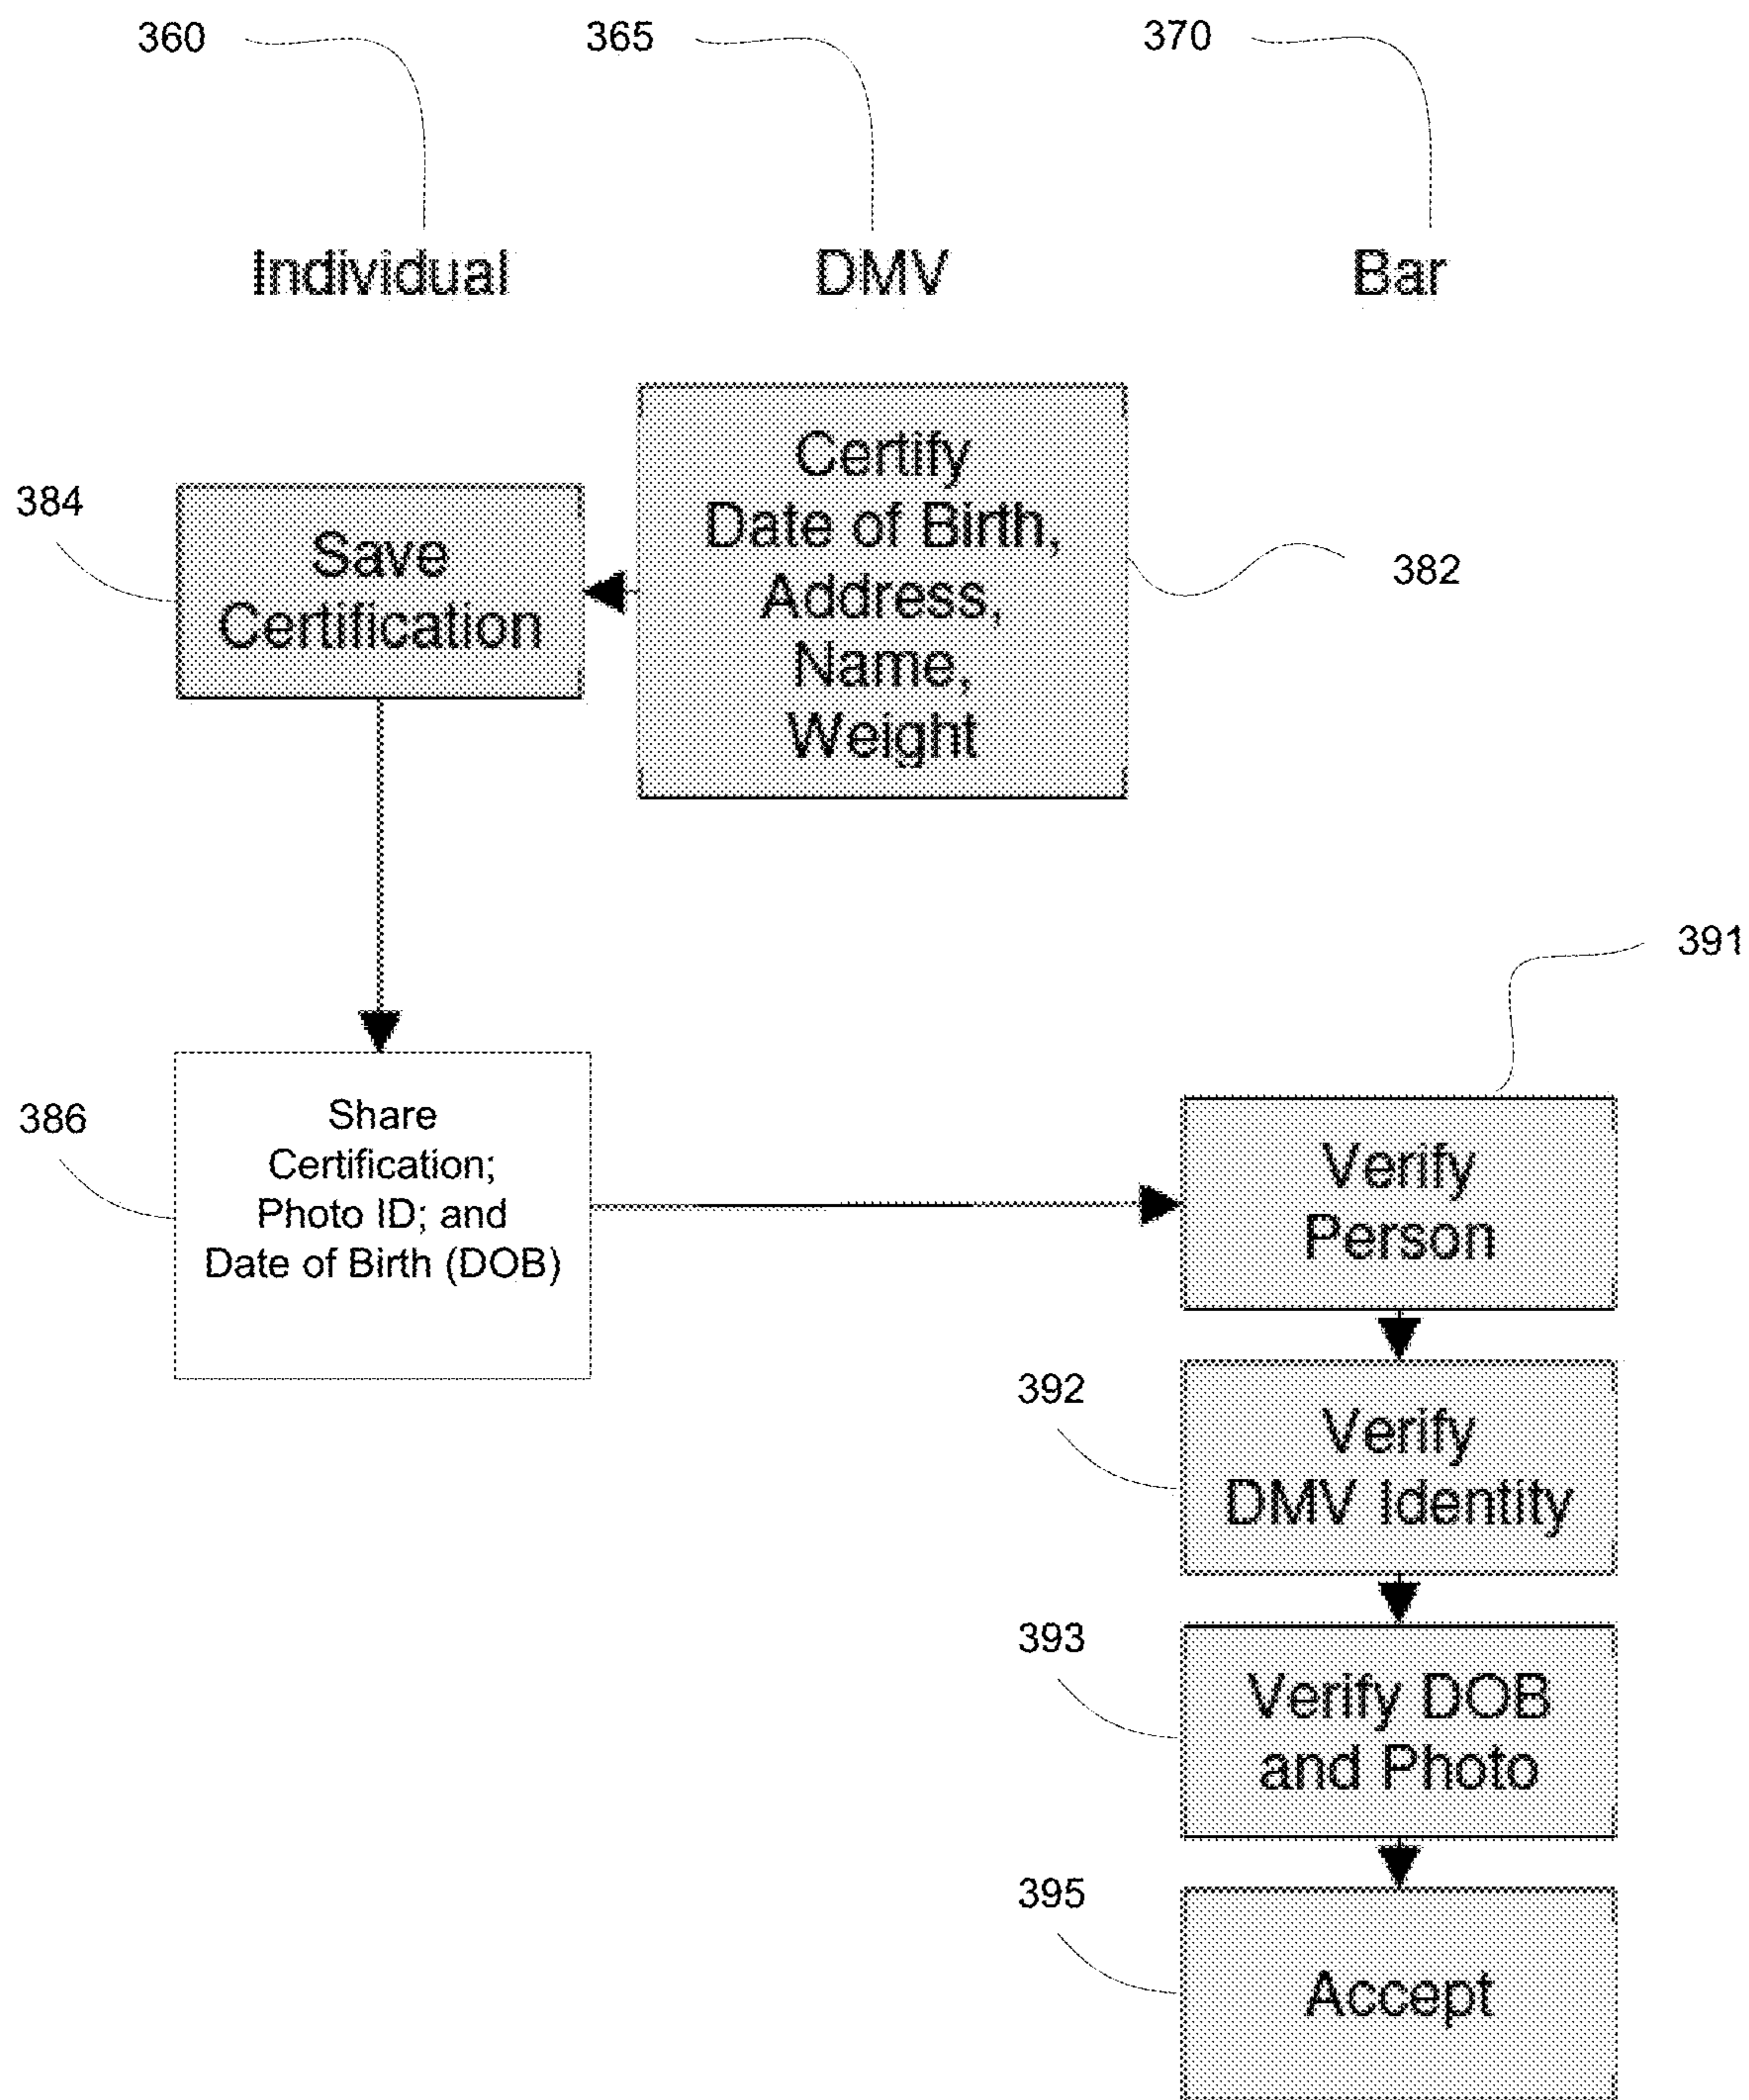 360
365
370
Individual
DMV
Bar
Certify
Date of Birth,
Address,
Name,
Weight
384
Save
Certification
382
391
386
Share
Certification;
Photo ID; and
Date of Birth (DOB)
Verify
Person
392
Verify
DMV Identity
393
Verify DOB
and Photo
395
Accept